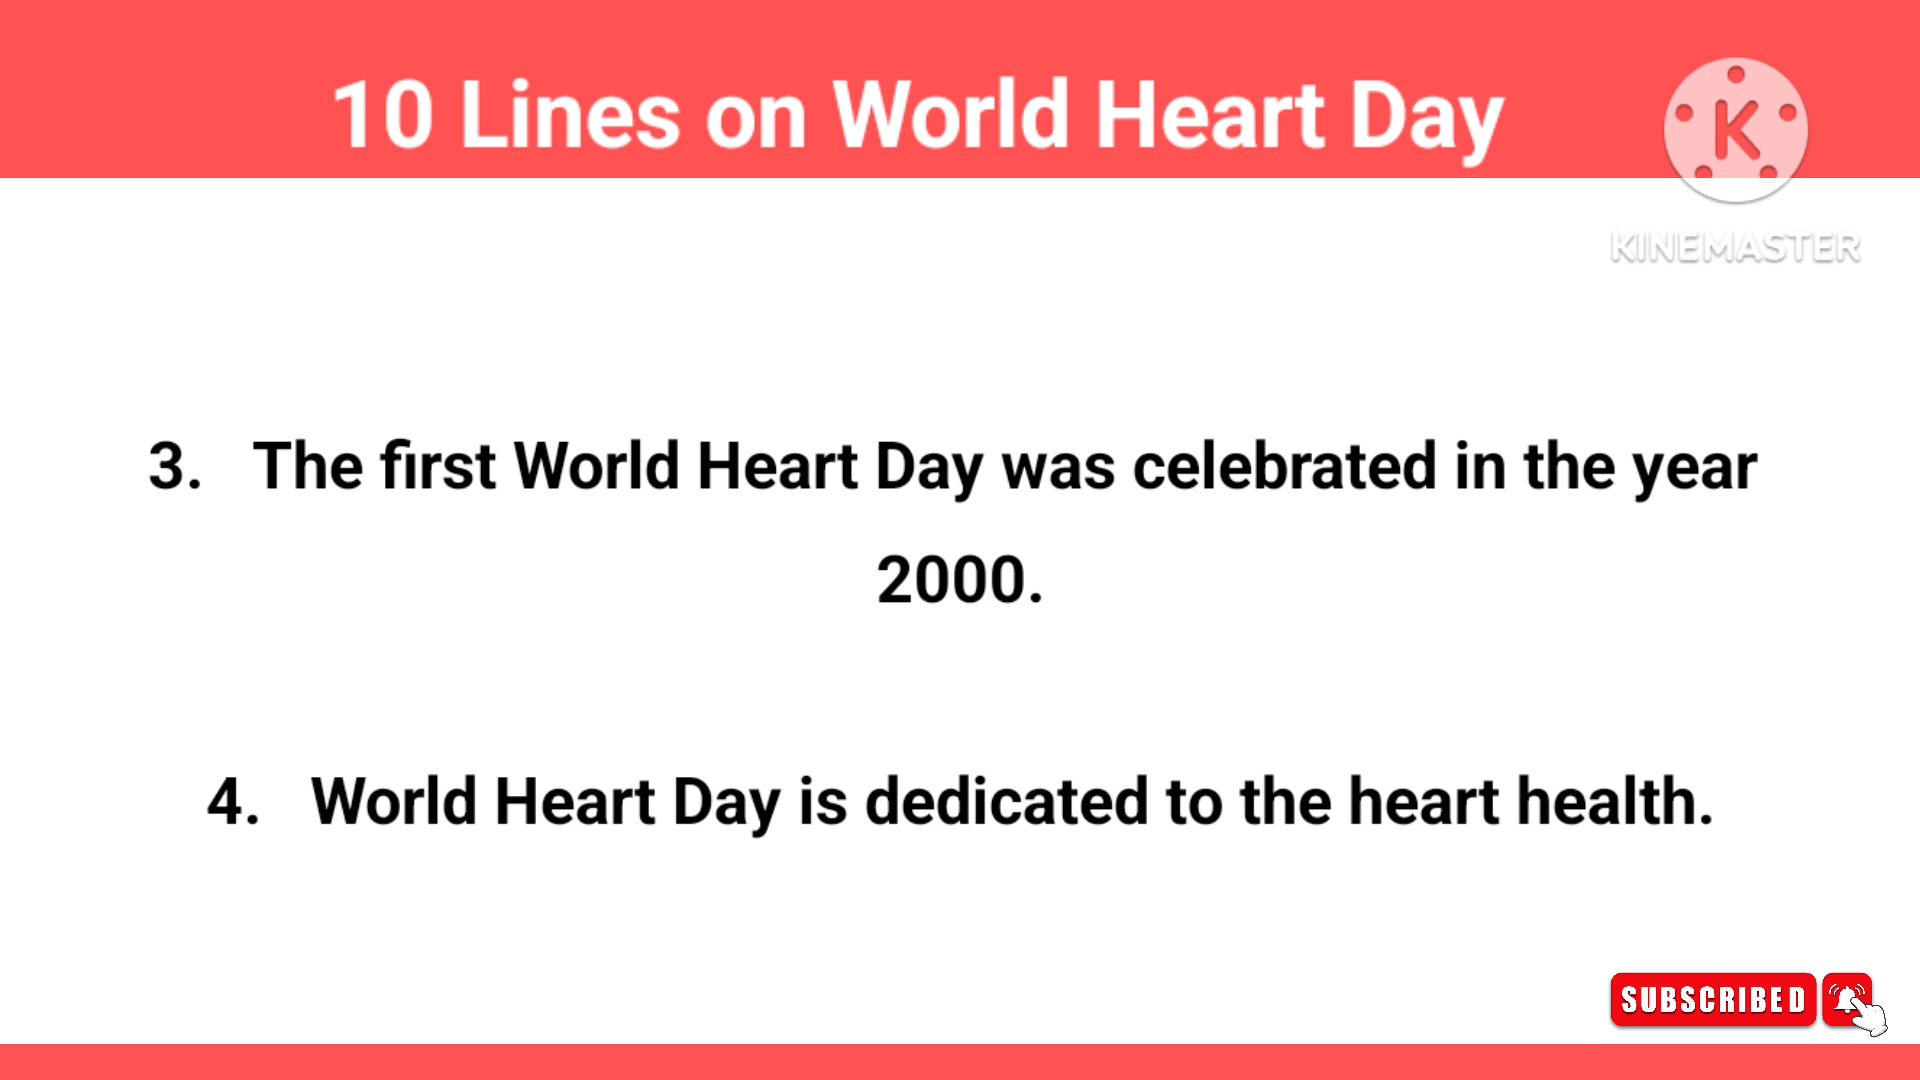 10 Lines on World Heart Day
K
KINEMASTER
3. The first World Heart Day was celebrated in the year
2000.
4. World Heart Day is dedicated to the heart health.
SUBSCRIBED